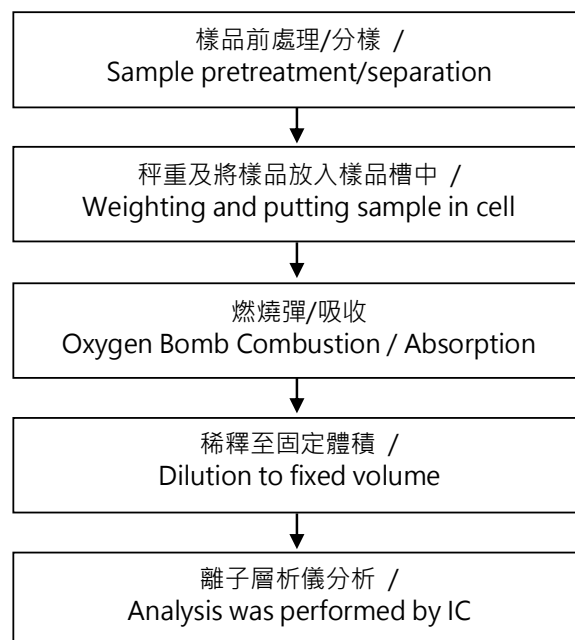 樣品前處理/分樣 /
Sample pretreatment/separation
秤重及將樣品放入樣品槽中 /
Weighting and putting sample in cell
燃燒彈/吸收
Oxygen Bomb Combustion / Absorption
稀釋至固定體積 /
Dilution to fixed volume
離子層析儀分析 /
Analysis was performed by IC